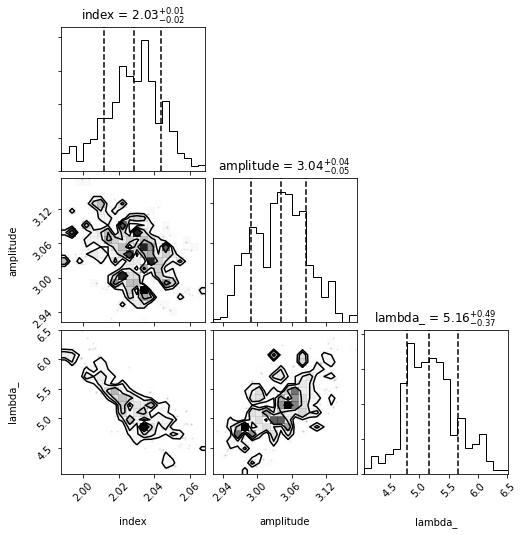 index = 2.03+0.01−0.02
amplitude = 3.04+0.04−0.05
lambda_ = 5.16+0.49−0.37
amplitude
3.12
3.06
3.00
2.94
lambda_
6.5
6.0
5.5
5.0
4.5
2.00 2.02 2.04 2.06
2.94 3.00 3.06 3.12
4.5 5.0 5.5 6.0 6.5
index amplitude lambda_